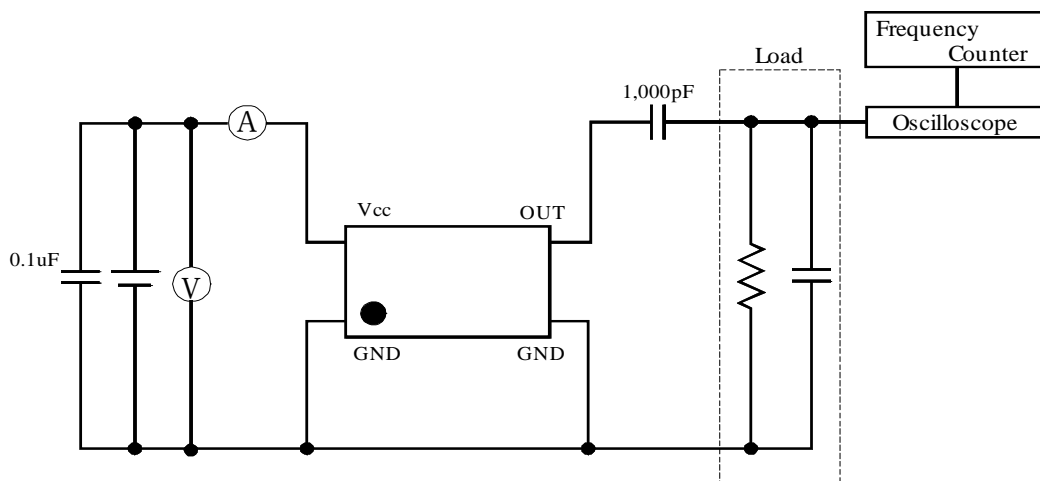 Frequency
Counter
Load
1,000pF
Oscilloscope
A
Vcc
OUT
0.1uF
V
GND
GND